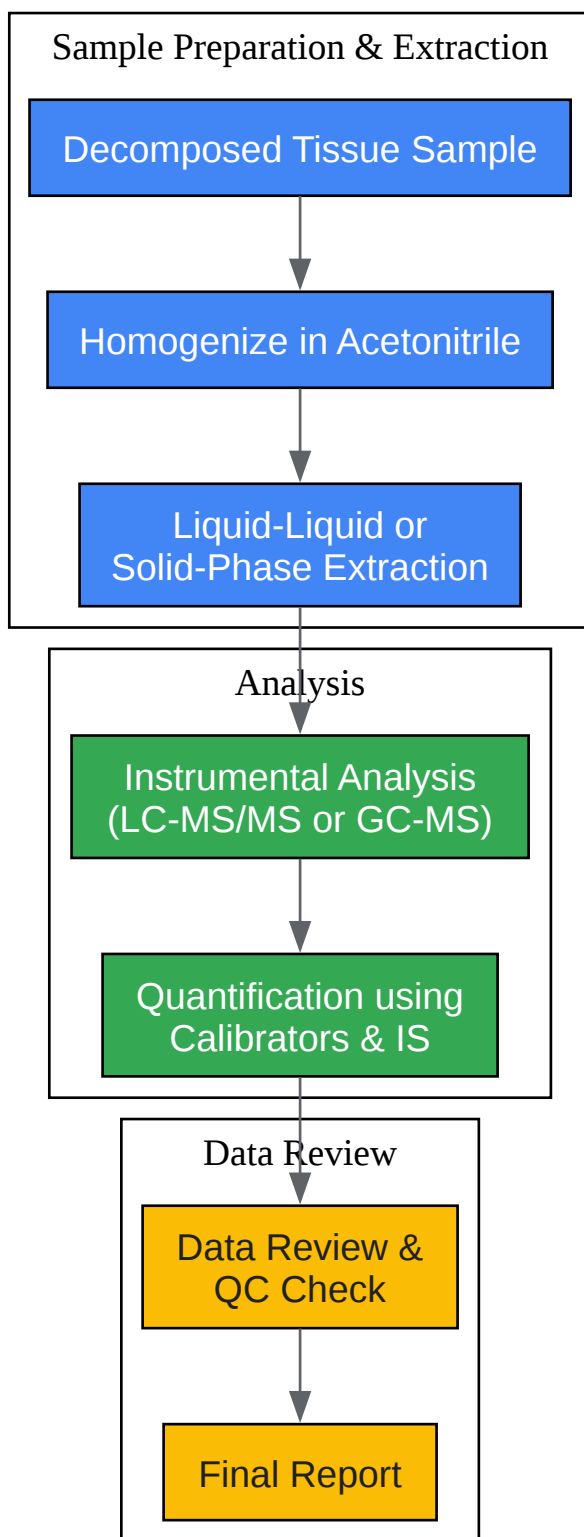 Sample Preparation & Extraction
Decomposed Tissue Sample
Homogenize in Acetonitrile
Liquid-Liquid or
Solid-Phase Extraction
Analysis
Instrumental Analysis
(LC-MS/MS or GC-MS)
Quantification using
Calibrators & IS
Data Review
Data Review &
QC Check
Final Report